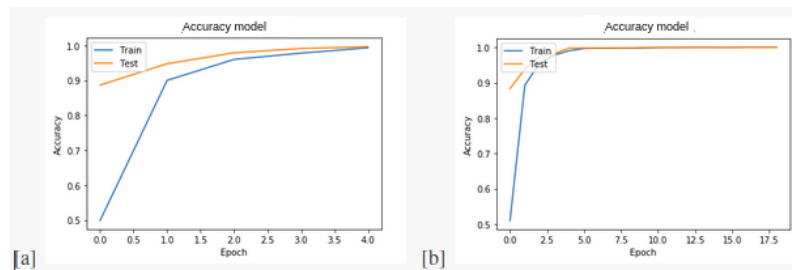 Accuracy model
1.0
0.9
0.8
0.7
0.6
0.5
Accuracy
Train
Test
0.0 0.5 1.0 1.5 2.0 2.5 3.0 3.5 4.0
Epoch
[a]
Accuracy model
1.0
0.9
0.8
0.7
0.6
0.5
Accuracy
Train
Test
0.0 2.5 5.0 7.5 10.0 12.5 15.0 17.5
Epoch
[b]